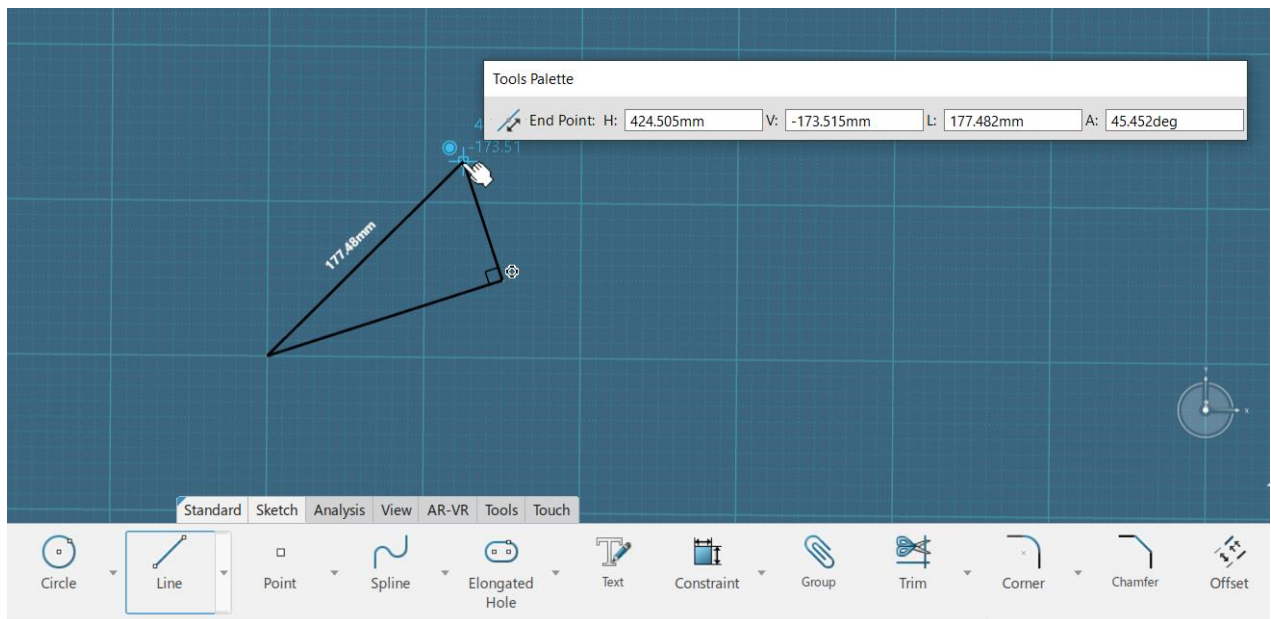 Tools Palette
End Point: H: 424.505mm V: -173.515mm L: 177.482mm A: 45.452deg
4
-173.51
177.48mm
Y
X
Standard Sketch Analysis View AR-VR Tools Touch
Circle Line Point Spline Elongated Hole Text Constraint Group Trim Corner Chamfer Offset